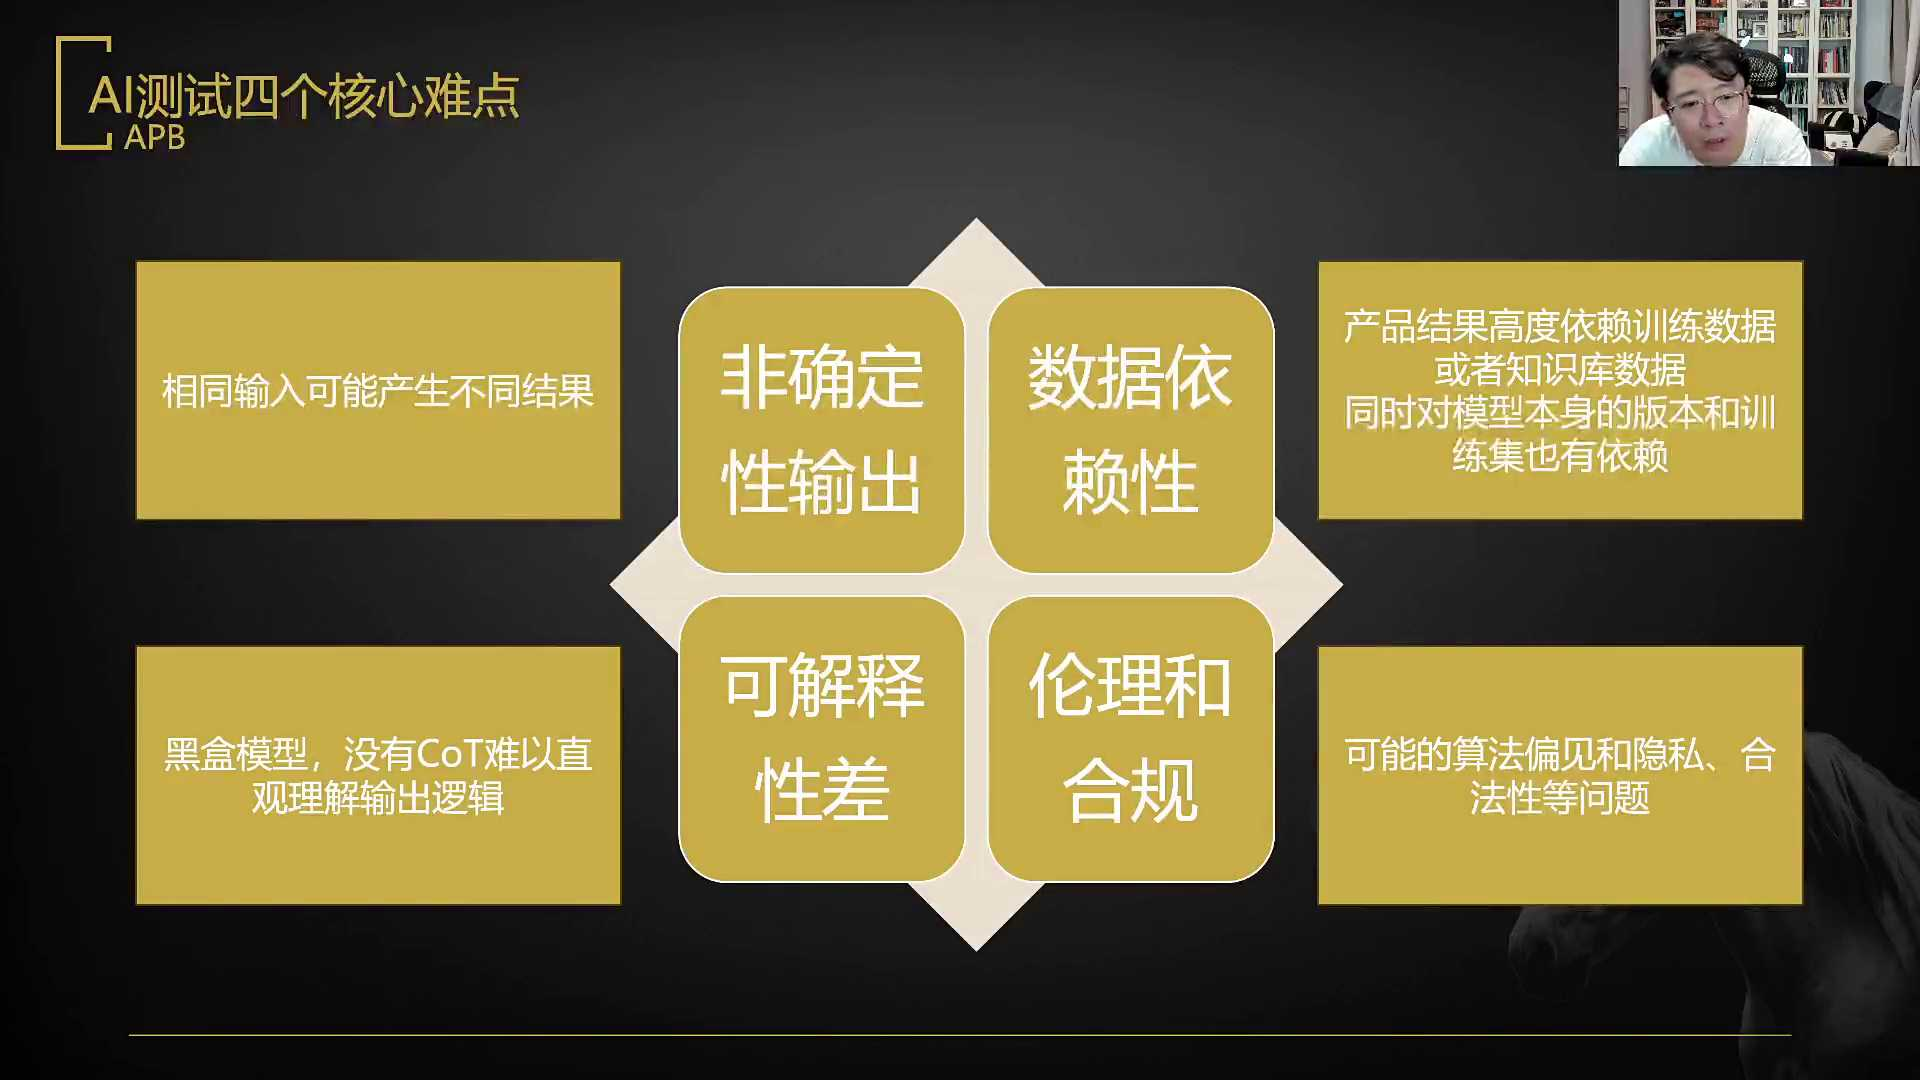 AI测试四个核心难点
APB
相同输入可能产生不同结果
非确定
性输出
数据依
赖性
产品结果高度依赖训练数据
或者知识库数据
同时对模型本身的版本和训
练集也有依赖
黑盒模型，没有CoT难以直
观理解输出逻辑
可解释
性差
伦理和
合规
可能的算法偏见和隐私、合
法性等问题